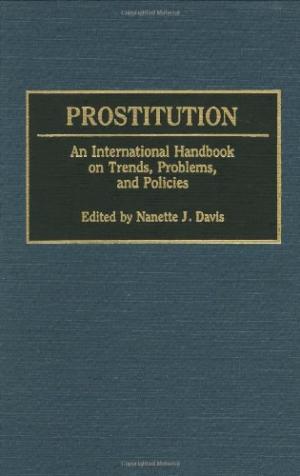 PROSTITUTION
An International Handbook
on Trends, Problems,
and Policies
Edited by Nanette J. Davis